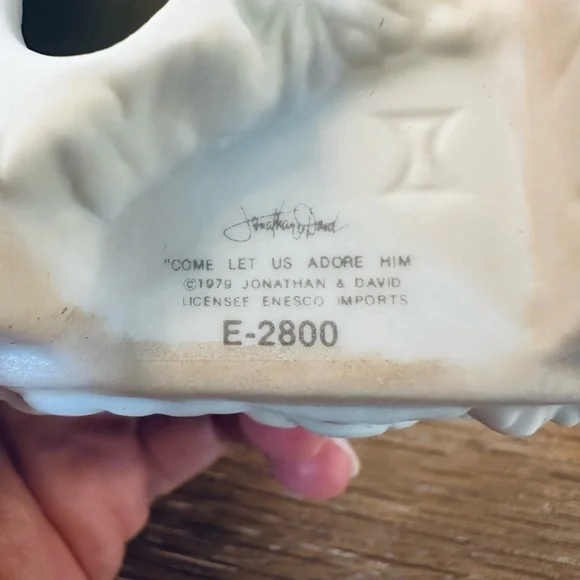 Jonathan & David
"COME LET US ADORE HIM"
©1979 JONATHAN & DAVID
LICENSEE ENESCO IMPORTS
E-2800